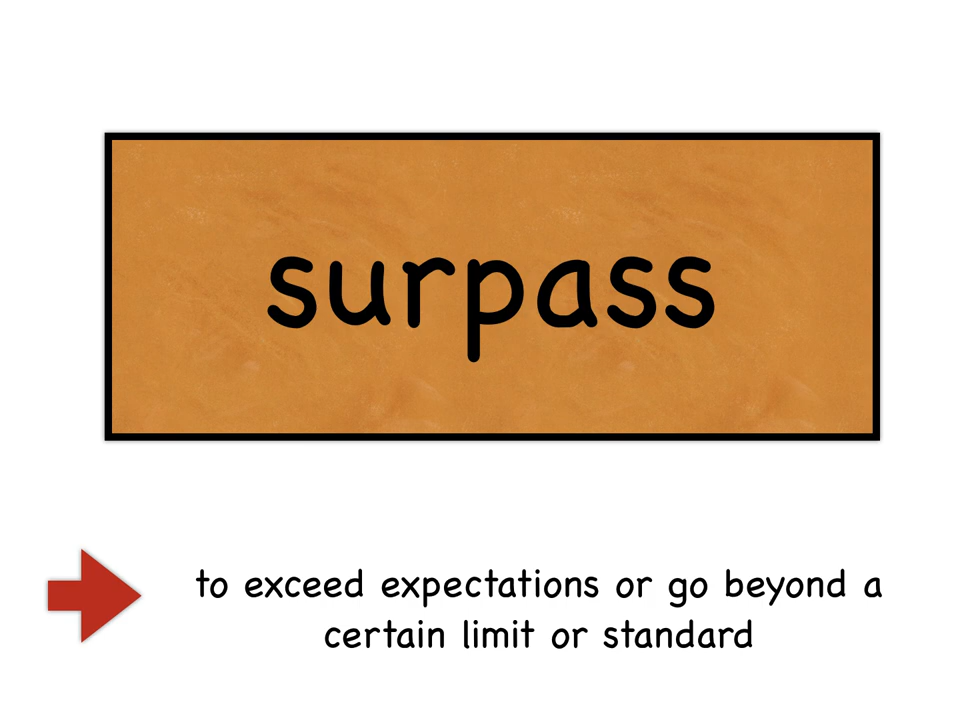 surpass
to exceed expectations or go beyond a
certain limit or standard